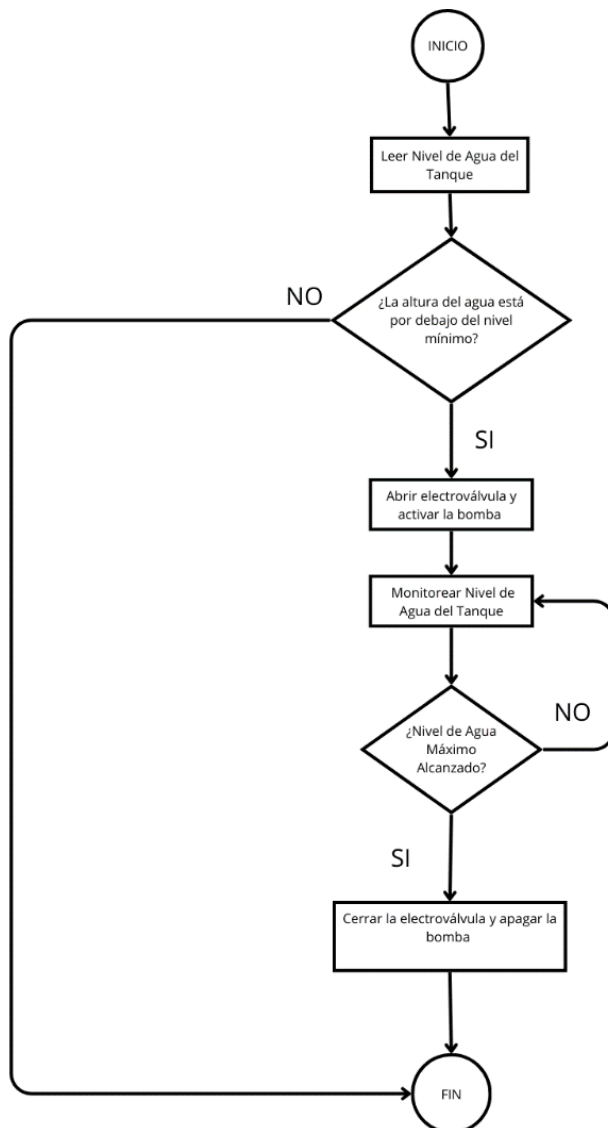 INICIO
Leer Nivel de Agua del
Tanque
NO
¿La altura del agua está
por debajo del nivel
mínimo?
SI
Abrir electroválvula y
activar la bomba
Monitorear Nivel de
Agua del Tanque
NO
¿Nivel de Agua
Máximo
Alcanzado?
SI
Cerrar la electroválvula y apagar la
bomba
FIN